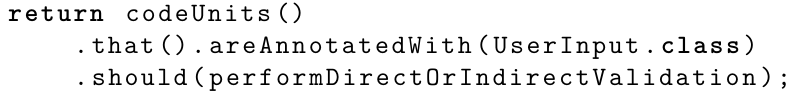 return codeUnits()
    .that().areAnnotatedWith(UserInput.class)
    .should(performDirectOrIndirectValidation);